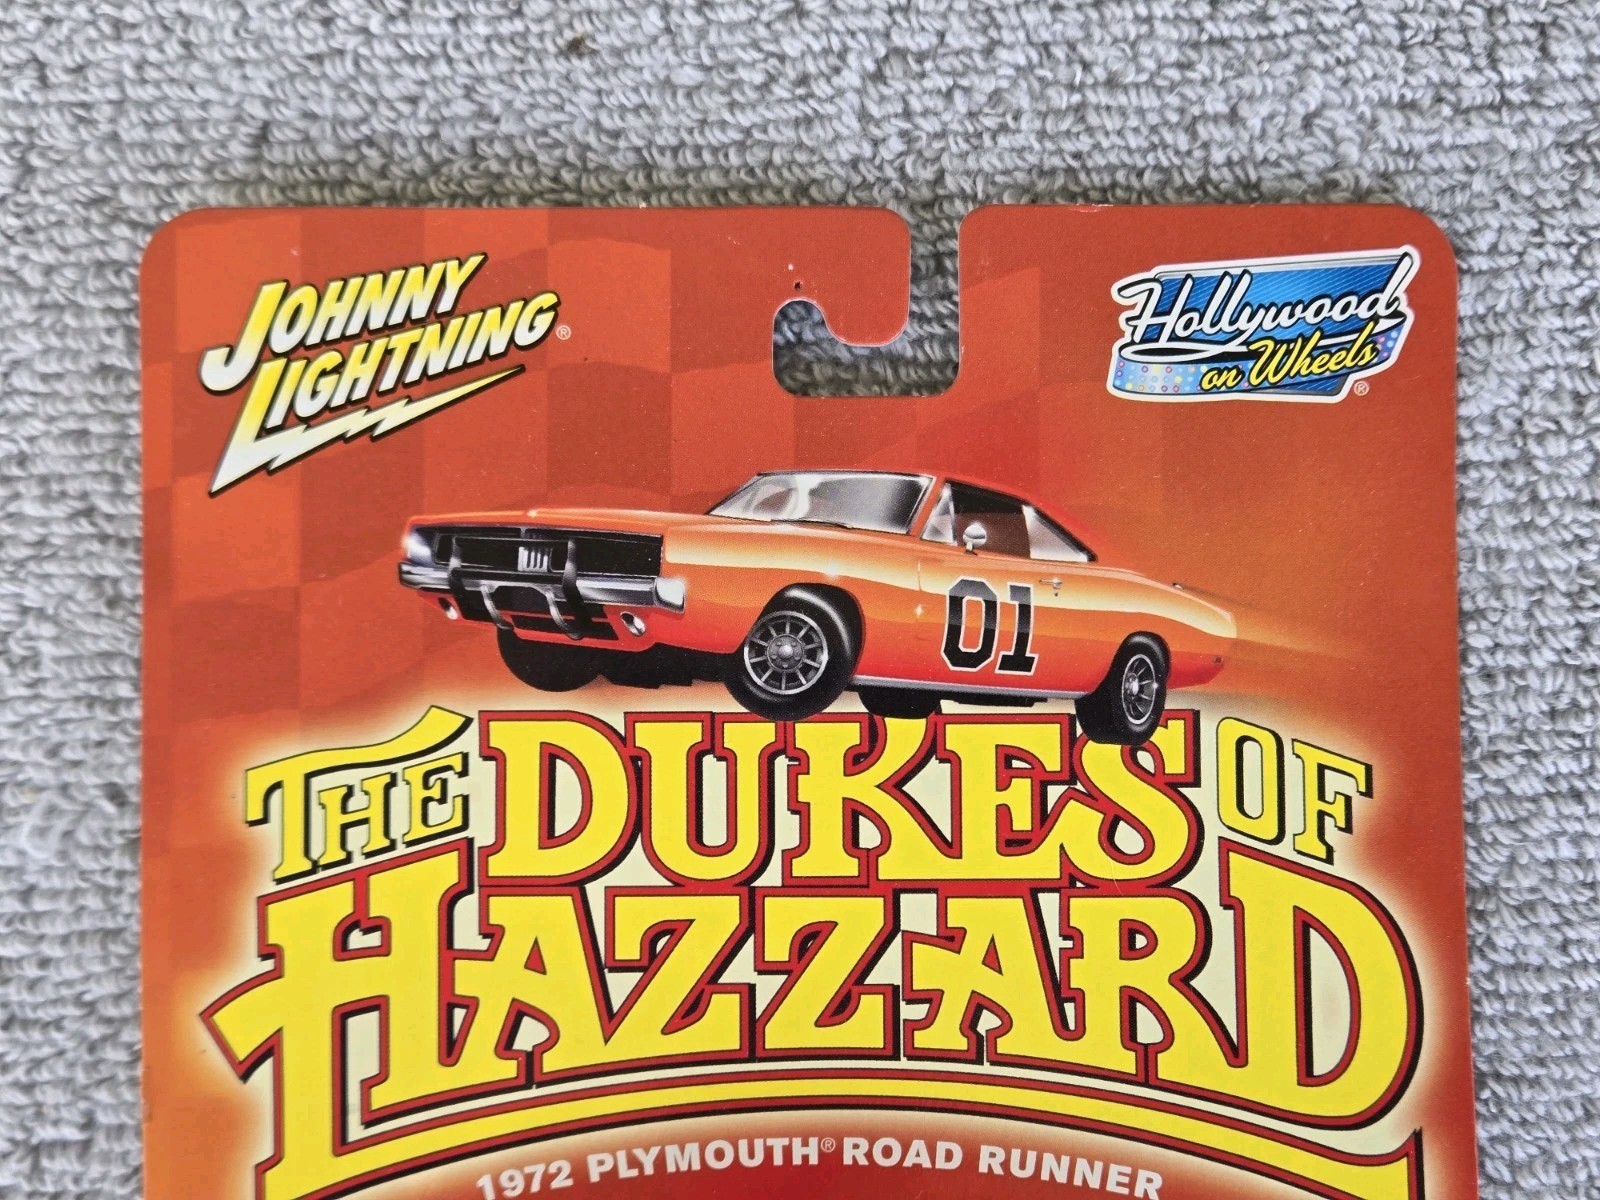 JOHNNY
LIGHTNING®
Hollywood
on Wheels®
01
THE DUKES OF
HAZZARD
1972 PLYMOUTH® ROAD RUNNER